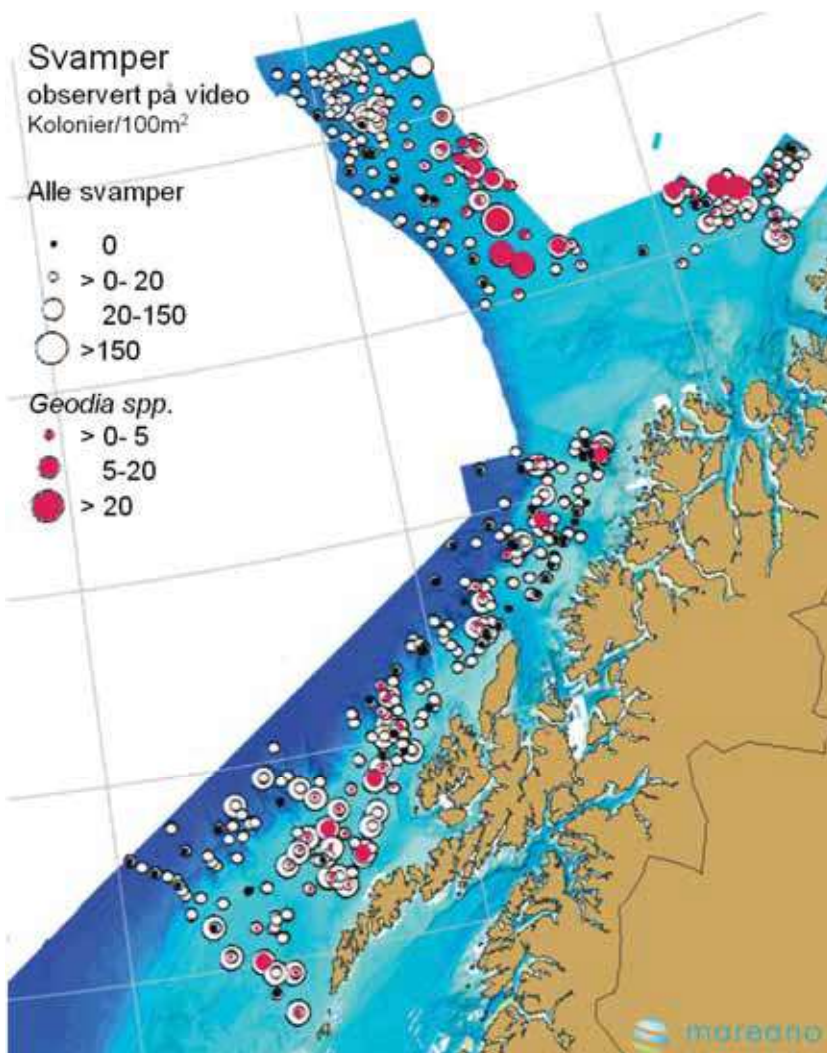 Svamper
observert på video
Kolonier/100m²
Alle svamper
0
> 0- 20
20-150
>150
Geodia spp.
> 0- 5
5-20
> 20
mareano